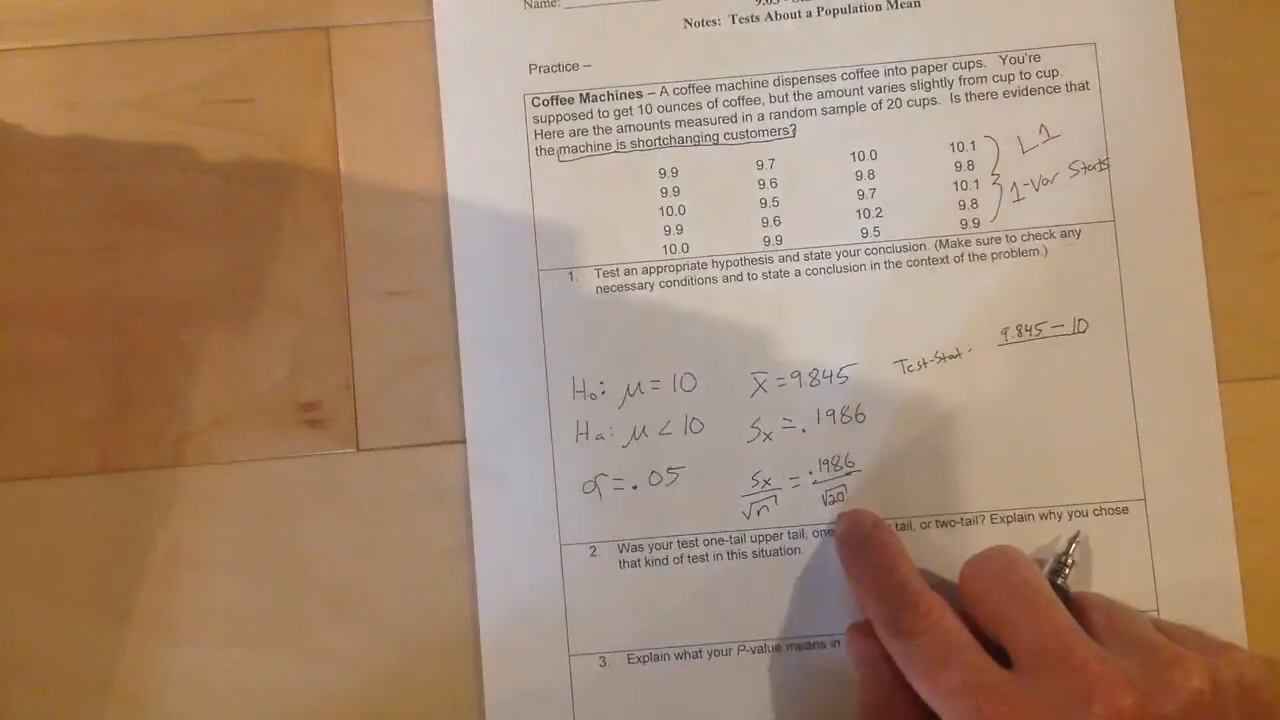 Name:
Notes: Tests About a Population Mean
Practice –
Coffee Machines – A coffee machine dispenses coffee into paper cups. You're
supposed to get 10 ounces of coffee, but the amount varies slightly from cup to cup.
Here are the amounts measured in a random sample of 20 cups. Is there evidence that
the machine is shortchanging customers?
9.9 9.7 10.0 10.1
9.9 9.6 9.8 9.8
10.0 9.5 9.7 10.1
9.9 9.6 10.2 9.8
10.0 9.9 9.5 9.9
L1
1-Var Stats
1. Test an appropriate hypothesis and state your conclusion. (Make sure to check any
necessary conditions and to state a conclusion in the context of the problem.)
Test-Stat. 9.845 – 10
H₀: μ = 10 x̄ = 9.845
Hₐ: μ < 10 Sx = .1986
α = .05 Sx/√n = .1986/√20
2. Was your test one-tail upper tail, one tail, or two-tail? Explain why you chose
that kind of test in this situation.
3. Explain what your P-value means in